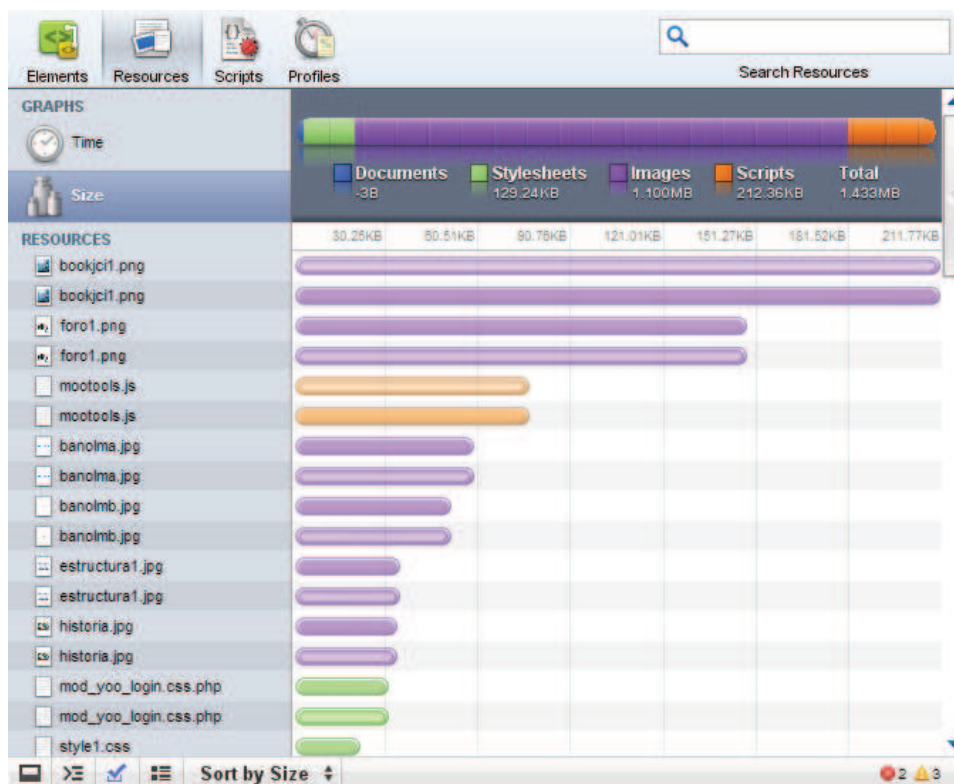 Elements Resources Scripts Profiles
Search Resources
GRAPHS
Time
Size
Documents Stylesheets Images Scripts Total
-3B 129.24KB 1.100MB 212.36KB 1.433MB
RESOURCES
30.25KB 60.51KB 90.76KB 121.01KB 151.27KB 181.52KB 211.77KB
bookjci1.png
bookjci1.png
foro1.png
foro1.png
mootools.js
mootools.js
banolma.jpg
banolma.jpg
banolmb.jpg
banolmb.jpg
estructura1.jpg
estructura1.jpg
historia.jpg
historia.jpg
mod_yoo_login.css.php
mod_yoo_login.css.php
style1.css
Sort by Size 2 3